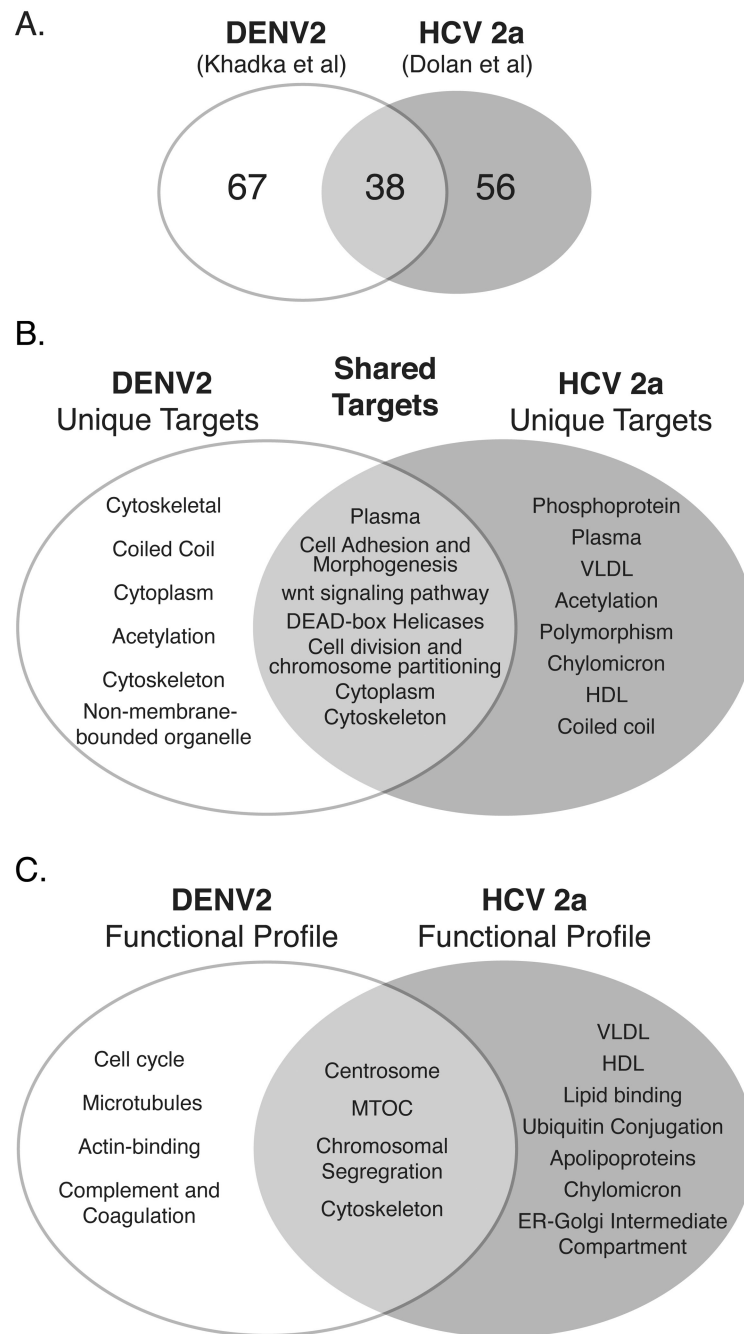 A.
DENV2
(Khadka et al)
HCV 2a
(Dolan et al)
67
38
56
B.
DENV2
Unique Targets
Shared
Targets
HCV 2a
Unique Targets
Cytoskeletal
Coiled Coil
Cytoplasm
Acetylation
Cytoskeleton
Non-membrane-
bounded organelle
Plasma
Cell Adhesion and
Morphogenesis
wnt signaling pathway
DEAD-box Helicases
Cell division and
chromosome partitioning
Cytoplasm
Cytoskeleton
Phosphoprotein
Plasma
VLDL
Acetylation
Polymorphism
Chylomicron
HDL
Coiled coil
C.
DENV2
Functional Profile
HCV 2a
Functional Profile
Cell cycle
Microtubules
Actin-binding
Complement and
Coagulation
Centrosome
MTOC
Chromosomal
Segregration
Cytoskeleton
VLDL
HDL
Lipid binding
Ubiquitin Conjugation
Apolipoproteins
Chylomicron
ER-Golgi Intermediate
Compartment